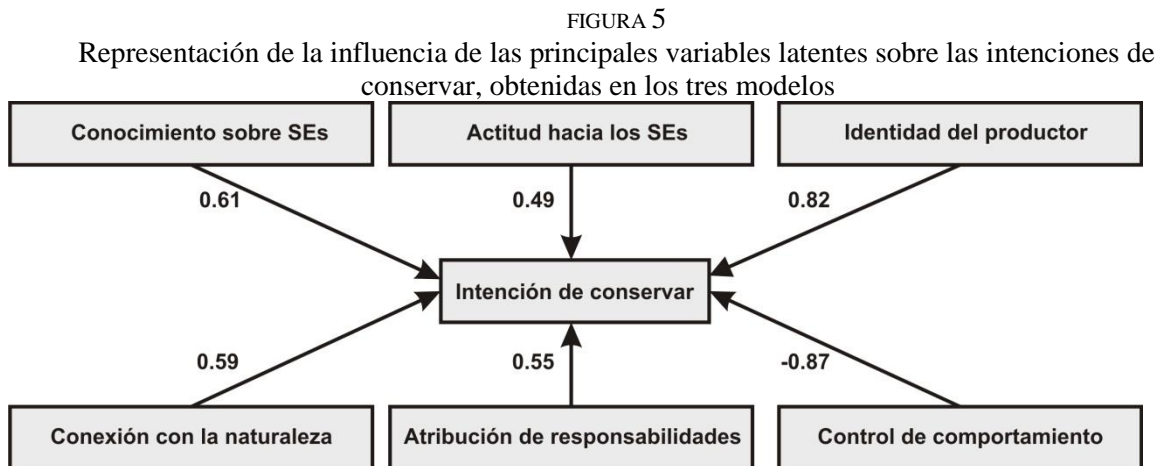 FIGURA 5
Representación de la influencia de las principales variables latentes sobre las intenciones de
conservar, obtenidas en los tres modelos
Conocimiento sobre SEs
Actitud hacia los SEs
Identidad del productor
0.61
0.49
0.82
Intención de conservar
0.59
0.55
-0.87
Conexión con la naturaleza
Atribución de responsabilidades
Control de comportamiento